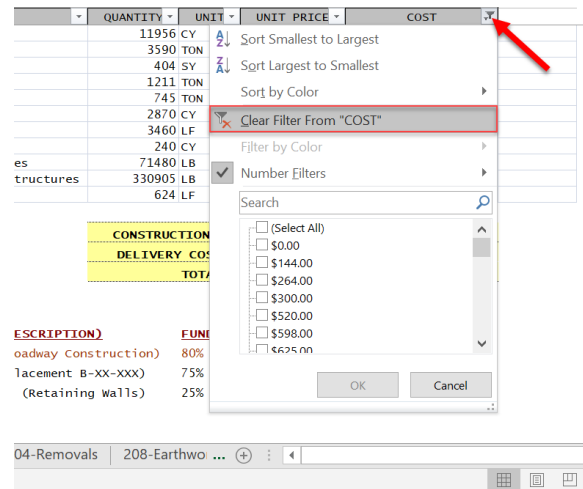 QUANTITY UNIT UNIT PRICE COST
11956 CY
3590 TON
404 SY
1211 TON
745 TON
2870 CY
3460 LF
240 CY
es 71480 LB
tructures 330905 LB
624 LF
Sort Smallest to Largest
Sort Largest to Smallest
Sort by Color
Clear Filter From "COST"
Filter by Color
Number Filters
Search
(Select All)
$0.00
$144.00
$264.00
$300.00
$520.00
$598.00
$625.00
OK Cancel
CONSTRUCTION
DELIVERY COS
TOTA
ESCRIPTION) FUND
oadway Construction) 80%
lacement B-XX-XXX) 75%
(Retaining Walls) 25%
04-Removals 208-Earthwo ...